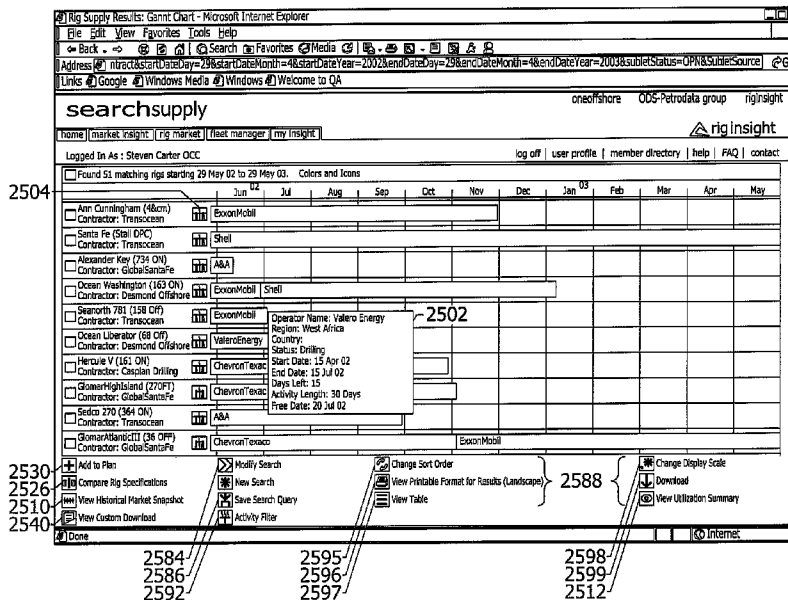 Rig Supply Results: Gannt Chart - Microsoft Internet Explorer
File Edit View Favorites Tools Help
Back Search Favorites Media
Address ntract&startDateDay=29&startDateMonth=4&startDateYear=2002&endDateDay=29&endDateMonth=4&endDateYear=2003&subletStatus=OPN&SubletSource G
Links Google Windows Media Windows Welcome to QA
oneoffshore ODS-Petrodata group riginsight
searchsupply
rig insight
home market insight rig market fleet manager my insight
Logged In As : Steven Carter OCC log off | user profile | member directory | help | FAQ | contact
Found 51 matching rigs starting 29 May 02 to 29 May 03. Colors and Icons
2504
02 03
Jun Jul Aug Sep Oct Nov Dec Jan Feb Mar Apr May
Ann Cunningham (4&cm)
Contractor: Transocean
ExxonMobil
Santa Fe (Stall DPC)
Contractor: Transocean
Shell
Alexander Key (734 ON)
Contractor: GlobalSantaFe
A&A
Ocean Washington (163 ON)
Contractor: Desmond Offshore
ExxonMobil Shell
Seanorth 781 (158 Off)
Contractor: Transocean
ExxonMobil
Ocean Liberator (68 Off)
Contractor: Desmond Offshore
ValeroEnergy
Hercule V (161 ON)
Contractor: Caspian Drilling
ChevronTexac
GlomerHighIsland (270FT)
Contractor: GlobalSantaFe
ChevronTexac
Sedco 270 (364 ON)
Contractor: Transocean
A&A
GlomarAtlanticIII (36 OFF)
Contractor: GlobalSantaFe
ChevronTexaco ExxonMobil
Operator Name: Valero Energy
Region: West Africa
Country:
Status: Drilling
Start Date: 15 Apr 02
End Date: 15 Jul 02
Days Left: 15
Activity Length: 30 Days
Free Date: 20 Jul 02
2502
2530 Add to Plan
2526 Compare Rig Specifications
2510 View Historical Market Snapshot
2540 View Custom Download
Modify Search
New Search
Save Search Query
Activity Filter
Change Sort Order
View Printable Format for Results (Landscape)
View Table
2588
Change Display Scale
Download
View Utilization Summary
Done Internet
2584 2595 2598
2586 2596 2599
2592 2597 2512